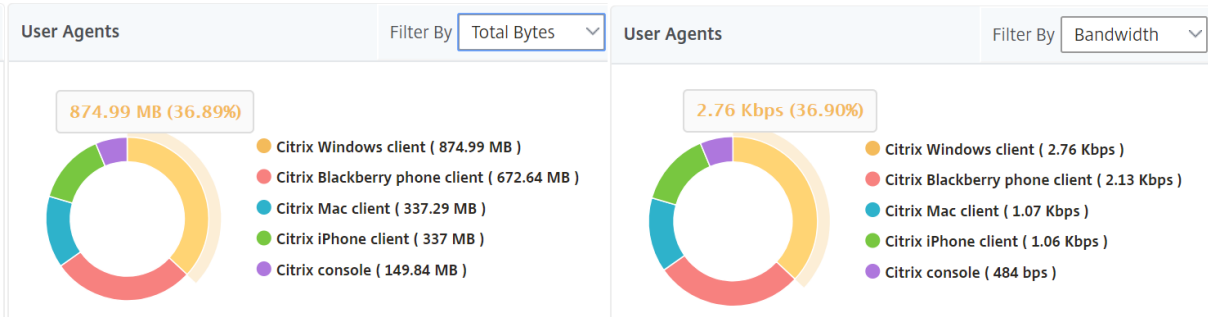 User Agents
Filter By Total Bytes
874.99 MB (36.89%)
Citrix Windows client ( 874.99 MB )
Citrix Blackberry phone client ( 672.64 MB )
Citrix Mac client ( 337.29 MB )
Citrix iPhone client ( 337 MB )
Citrix console ( 149.84 MB )
User Agents
Filter By Bandwidth
2.76 Kbps (36.90%)
Citrix Windows client ( 2.76 Kbps )
Citrix Blackberry phone client ( 2.13 Kbps )
Citrix Mac client ( 1.07 Kbps )
Citrix iPhone client ( 1.06 Kbps )
Citrix console ( 484 bps )